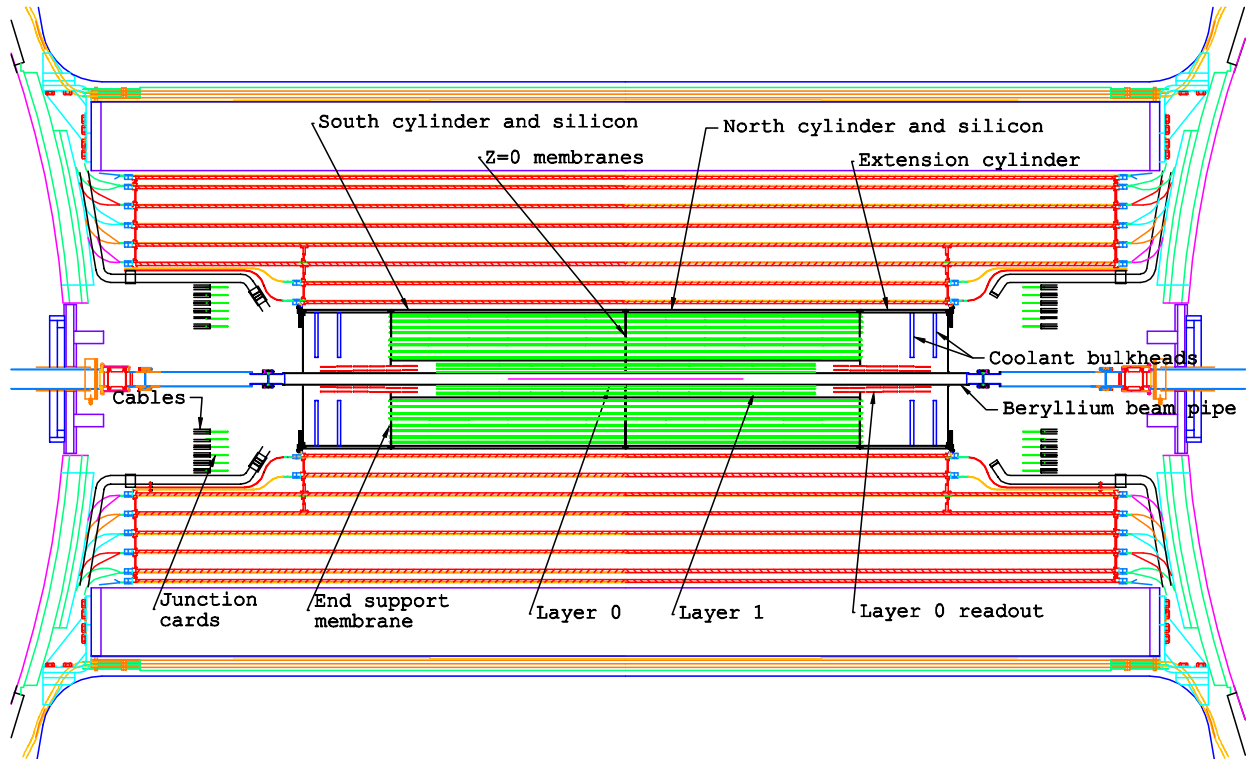 South cylinder and silicon
North cylinder and silicon
Z=0 membranes
Extension cylinder
Coolant bulkheads
Cables
Beryllium beam pipe
Junction
cards
End support
membrane
Layer 0
Layer 1
Layer 0 readout